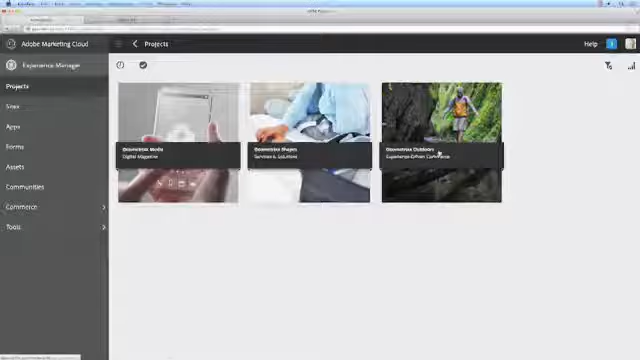 Adobe Marketing Cloud
Projects
Help
Experience Manager
Projects
Sites
Apps
Forms
Assets
Communities
Commerce
Tools
Geometrixx Media
Digital Magazine
Geometrixx Shapes
Services & Solutions
Geometrixx Outdoors
Experience-Driven Commerce